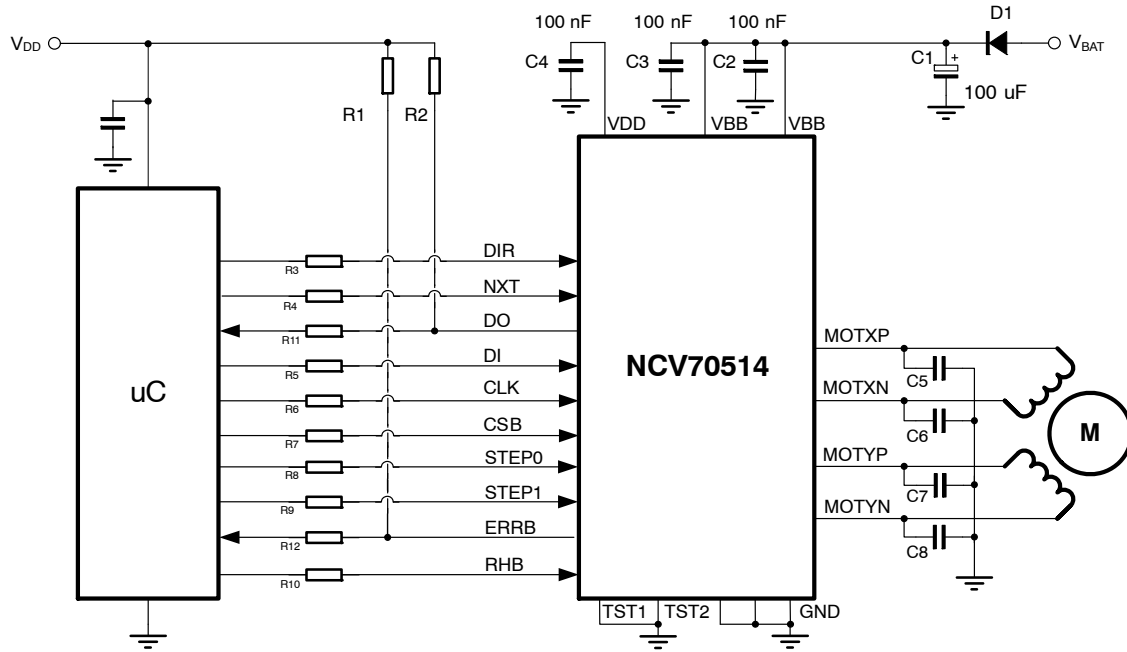 100 nF 100 nF 100 nF D1
VDD VBAT
C4 C3 C2 C1 +
100 uF
R1 R2
VDD VBB VBB
DIR
R3
NXT
R4
DO
R11
DI
R5
CLK
R6
CSB
R7
STEP0
R8
STEP1
R9
ERRB
R12
RHB
R10
uC
NCV70514
MOTXP
C5
MOTXN
C6
MOTYP
C7
MOTYN
C8
M
TST1 TST2 GND